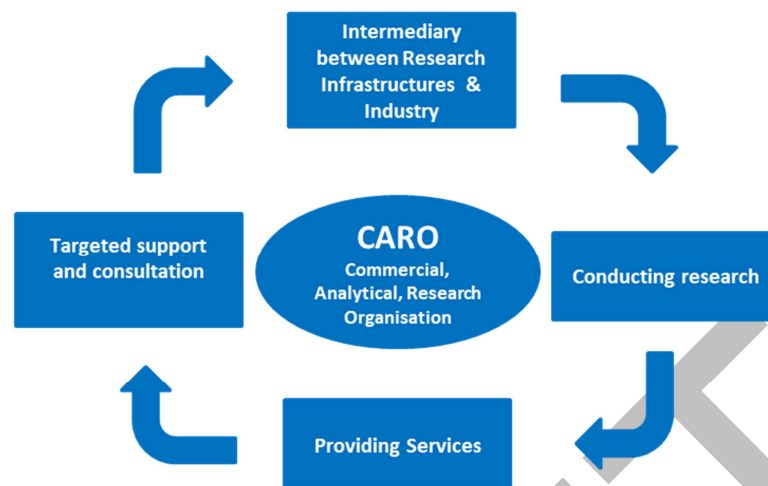 Intermediary
between Research
Infrastructures &
Industry
Targeted support
and consultation
CARO
Commercial,
Analytical, Research
Organisation
Conducting research
Providing Services